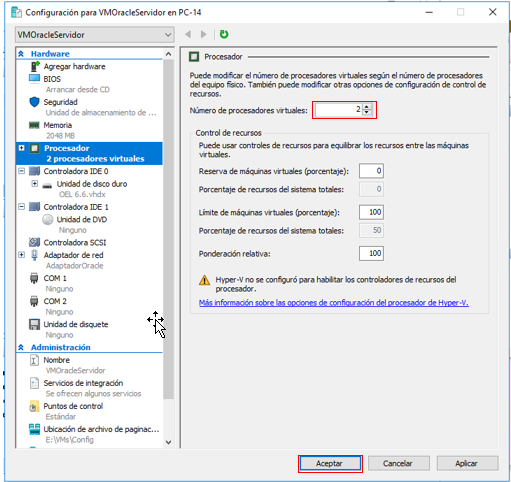 Configuración para VMOracleServidor en PC-14
VMOracleServidor
Hardware
Agregar hardware
BIOS
Arrancar desde CD
Seguridad
Unidad de almacenamiento de ...
Memoria
2048 MB
Procesador
2 procesadores virtuales
Controladora IDE 0
Unidad de disco duro
OEL 6.6.vhdx
Controladora IDE 1
Unidad de DVD
Ninguno
Controladora SCSI
Adaptador de red
AdaptadorOracle
COM 1
Ninguno
COM 2
Ninguno
Unidad de disquete
Ninguno
Administración
Nombre
VMOracleServidor
Servicios de integración
Se ofrecen algunos servicios
Puntos de control
Estándar
Ubicación de archivo de paginac...
E:\VMs\Config
Procesador
Puede modificar el número de procesadores virtuales según el número de procesadores
del equipo físico. También puede modificar otras opciones de configuración de control de
recursos.
Número de procesadores virtuales: 2
Control de recursos
Puede usar controles de recursos para equilibrar los recursos entre las máquinas
virtuales.
Reserva de máquinas virtuales (porcentaje): 0
Porcentaje de recursos del sistema totales: 0
Límite de máquinas virtuales (porcentaje): 100
Porcentaje de recursos del sistema totales: 50
Ponderación relativa: 100
Hyper-V no se configuró para habilitar los controladores de recursos del
procesador.
Más información sobre las opciones de configuración del procesador de Hyper-V.
Aceptar Cancelar Aplicar